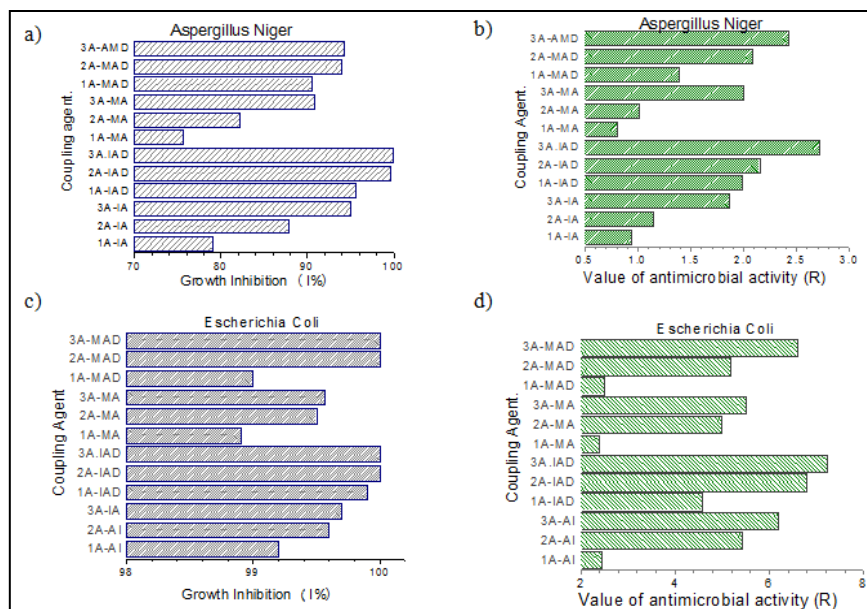 a)
Aspergillus Niger
Coupling agent.
3A-AMD
2A-MAD
1A-MAD
3A-MA
2A-MA
1A-MA
3A.IAD
2A-IAD
1A-IAD
3A-IA
2A-IA
1A-IA
70 80 90 100
Growth Inhibition ( I%)
b)
Aspergillus Niger
Coupling Agent.
3A-AMD
2A-MAD
1A-MAD
3A-MA
2A-MA
1A-MA
3A.IAD
2A-IAD
1A-IAD
3A-IA
2A-IA
1A-IA
0.5 1.0 1.5 2.0 2.5 3.0
Value of antimicrobial activity (R)
c)
Escherichia Coli
Coupling Agent
3A-MAD
2A-MAD
1A-MAD
3A-MA
2A-MA
1A-MA
3A.IAD
2A-IAD
1A-IAD
3A-IA
2A-AI
1A-AI
98 99 100
Growth Inhibition ( I%)
d)
Escherichia Coli
Coupling Agent.
3A-MAD
2A-MAD
1A-MAD
3A-MA
2A-MA
1A-MA
3A.IAD
2A-IAD
1A-IAD
3A-AI
2A-AI
1A-AI
2 4 6 8
Value of antimicrobial activity (R)